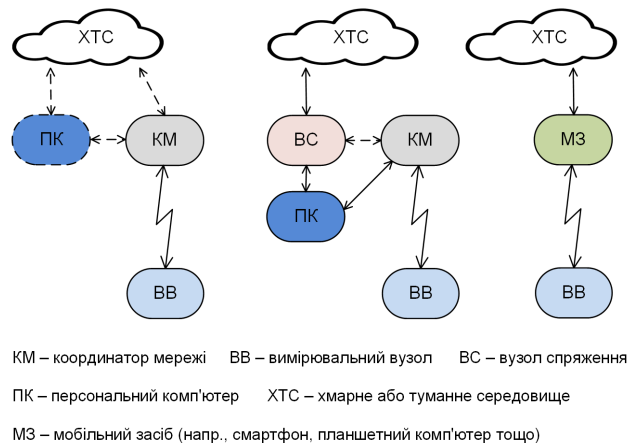 ХТС ХТС ХТС
ПК КМ ВС КМ МЗ
ПК
ВВ ВВ ВВ
КМ – координатор мережі ВВ – вимірювальний вузол ВС – вузол спряження
ПК – персональний комп'ютер ХТС – хмарне або туманне середовище
МЗ – мобільний засіб (напр., смартфон, планшетний комп'ютер тощо)